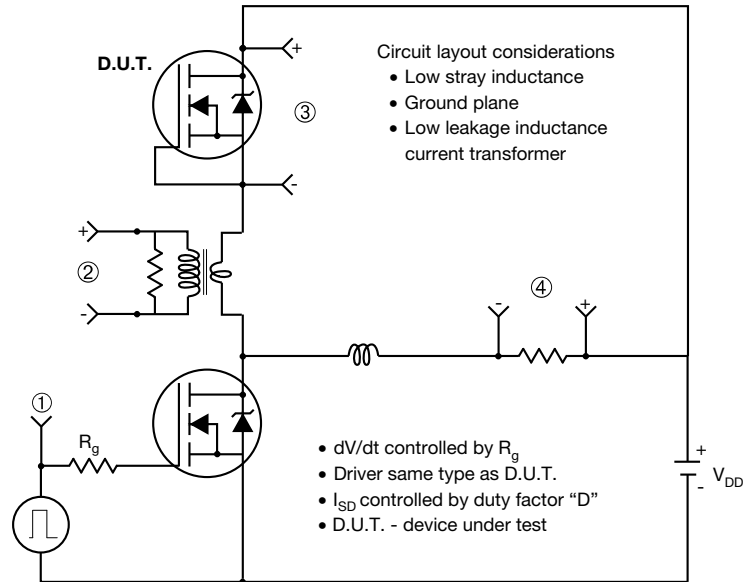 D.U.T.
+
③
-
Circuit layout considerations
• Low stray inductance
• Ground plane
• Low leakage inductance
current transformer
+
②
-
④
- +
①
Rg
+
VDD
-
• dV/dt controlled by Rg
• Driver same type as D.U.T.
• ISD controlled by duty factor “D”
• D.U.T. - device under test